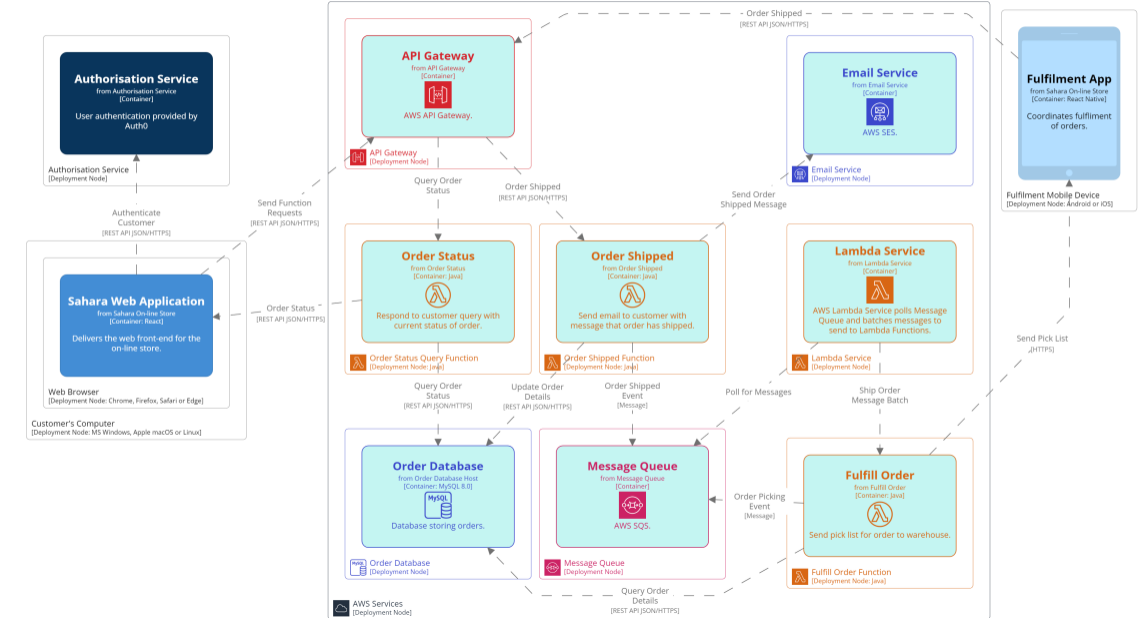 Authorisation Service
from Authorisation Service
[Container]
User authentication provided by
Auth0
Authorisation Service
[Deployment Node]
Authenticate
Customer
[REST API JSON/HTTPS]
Sahara Web Application
from Sahara On-line Store
[Container: React]
Delivers the web front-end for the
on-line store.
Web Browser
[Deployment Node: Chrome, Firefox, Safari or Edge]
Customer's Computer
[Deployment Node: MS Windows, Apple macOS or Linux]
Send Function
Requests
[REST API JSON/HTTPS]
Order Status
[REST API JSON/HTTPS]
API Gateway
from API Gateway
[Container]
AWS API Gateway.
API Gateway
[Deployment Node]
Query Order
Status
[REST API JSON/HTTPS]
Order Shipped
[REST API JSON/HTTPS]
Order Shipped
[REST API JSON/HTTPS]
Email Service
from Email Service
[Container]
AWS SES.
Email Service
[Deployment Node]
Send Order
Shipped Message
Fulfilment App
from Sahara On-line Store
[Container: React Native]
Coordinates fulfilment
of orders.
Fulfilment Mobile Device
[Deployment Node: Android or iOS]
Order Status
from Order Status
[Container: Java]
Respond to customer query with
current status of order.
Order Status Query Function
[Deployment Node: Java]
Order Shipped
from Order Shipped
[Container: Java]
Send email to customer with
message that order has shipped.
Order Shipped Function
[Deployment Node: Java]
Lambda Service
from Lambda Service
[Container]
AWS Lambda Service polls Message
Queue and batches messages to
send to Lambda Functions.
Lambda Service
[Deployment Node]
Send Pick List
[HTTPS]
Query Order
Status
[REST API JSON/HTTPS]
Update Order
Details
[REST API JSON/HTTPS]
Order Shipped
Event
[Message]
Poll for Messages
Ship Order
Message Batch
Order Database
from Order Database Host
[Container: MySQL 8.0]
MySQL
Database storing orders.
MySQL
Order Database
[Deployment Node]
Message Queue
from Message Queue
[Container]
AWS SQS.
Message Queue
[Deployment Node]
Order Picking
Event
[Message]
Fulfill Order
from Fulfill Order
[Container: Java]
Send pick list for order to warehouse.
Fulfill Order Function
[Deployment Node: Java]
Query Order
Details
[REST API JSON/HTTPS]
AWS Services
[Deployment Node]